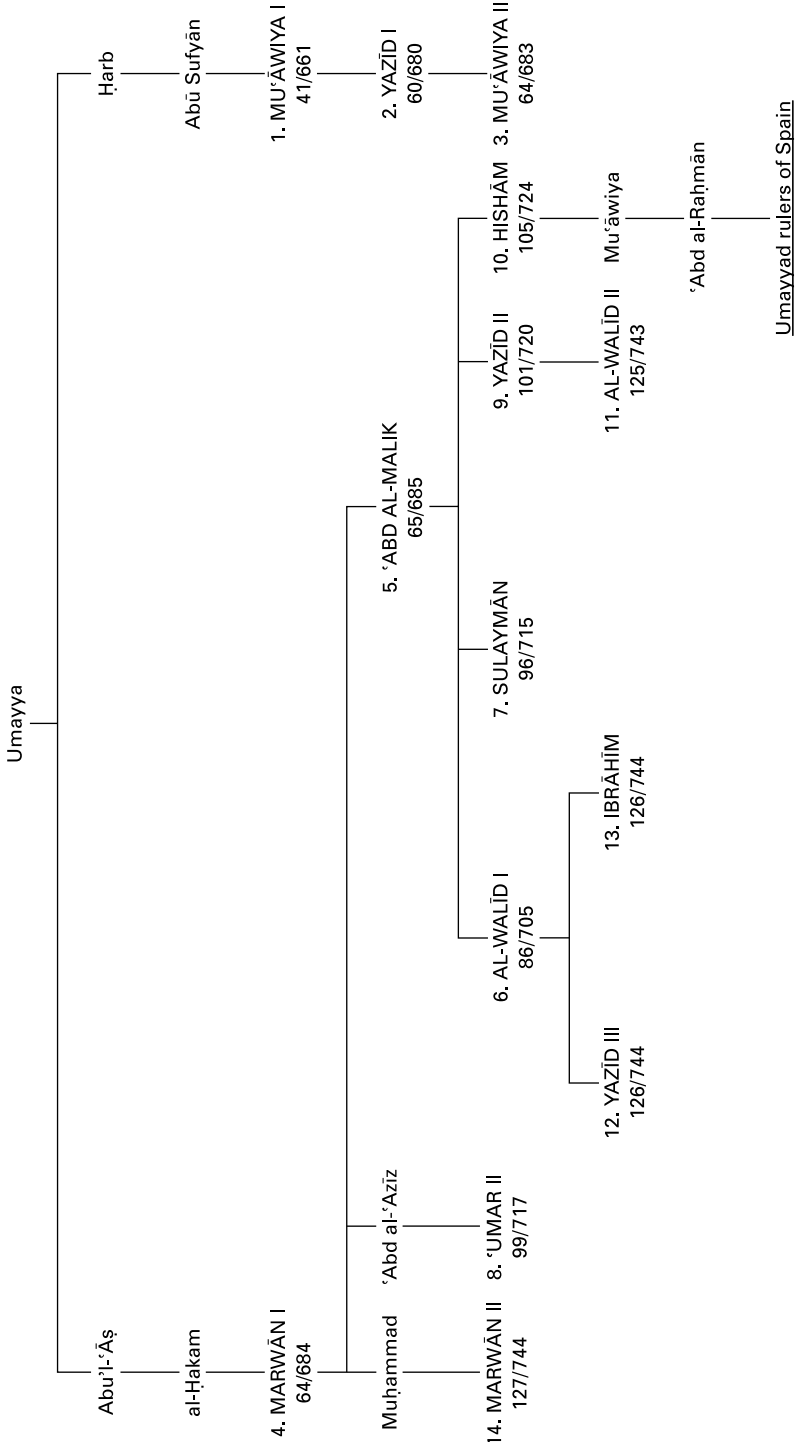 Umayya
Abu'l-ʿĀṣ
Ḥarb
al-Ḥakam
Abū Sufyān
4. MARWĀN I
64/684
1. MUʿĀWIYA I
41/661
Muḥammad
ʿAbd al-ʿAzīz
5. ʿABD AL-MALIK
65/685
2. YAZĪD I
60/680
14. MARWĀN II
127/744
8. ʿUMAR II
99/717
6. AL-WALĪD I
86/705
7. SULAYMĀN
96/715
9. YAZĪD II
101/720
10. HISHĀM
105/724
3. MUʿĀWIYA II
64/683
12. YAZĪD III
126/744
13. IBRĀHĪM
126/744
11. AL-WALĪD II
125/743
Muʿāwiya
ʿAbd al-Raḥmān
Umayyad rulers of Spain